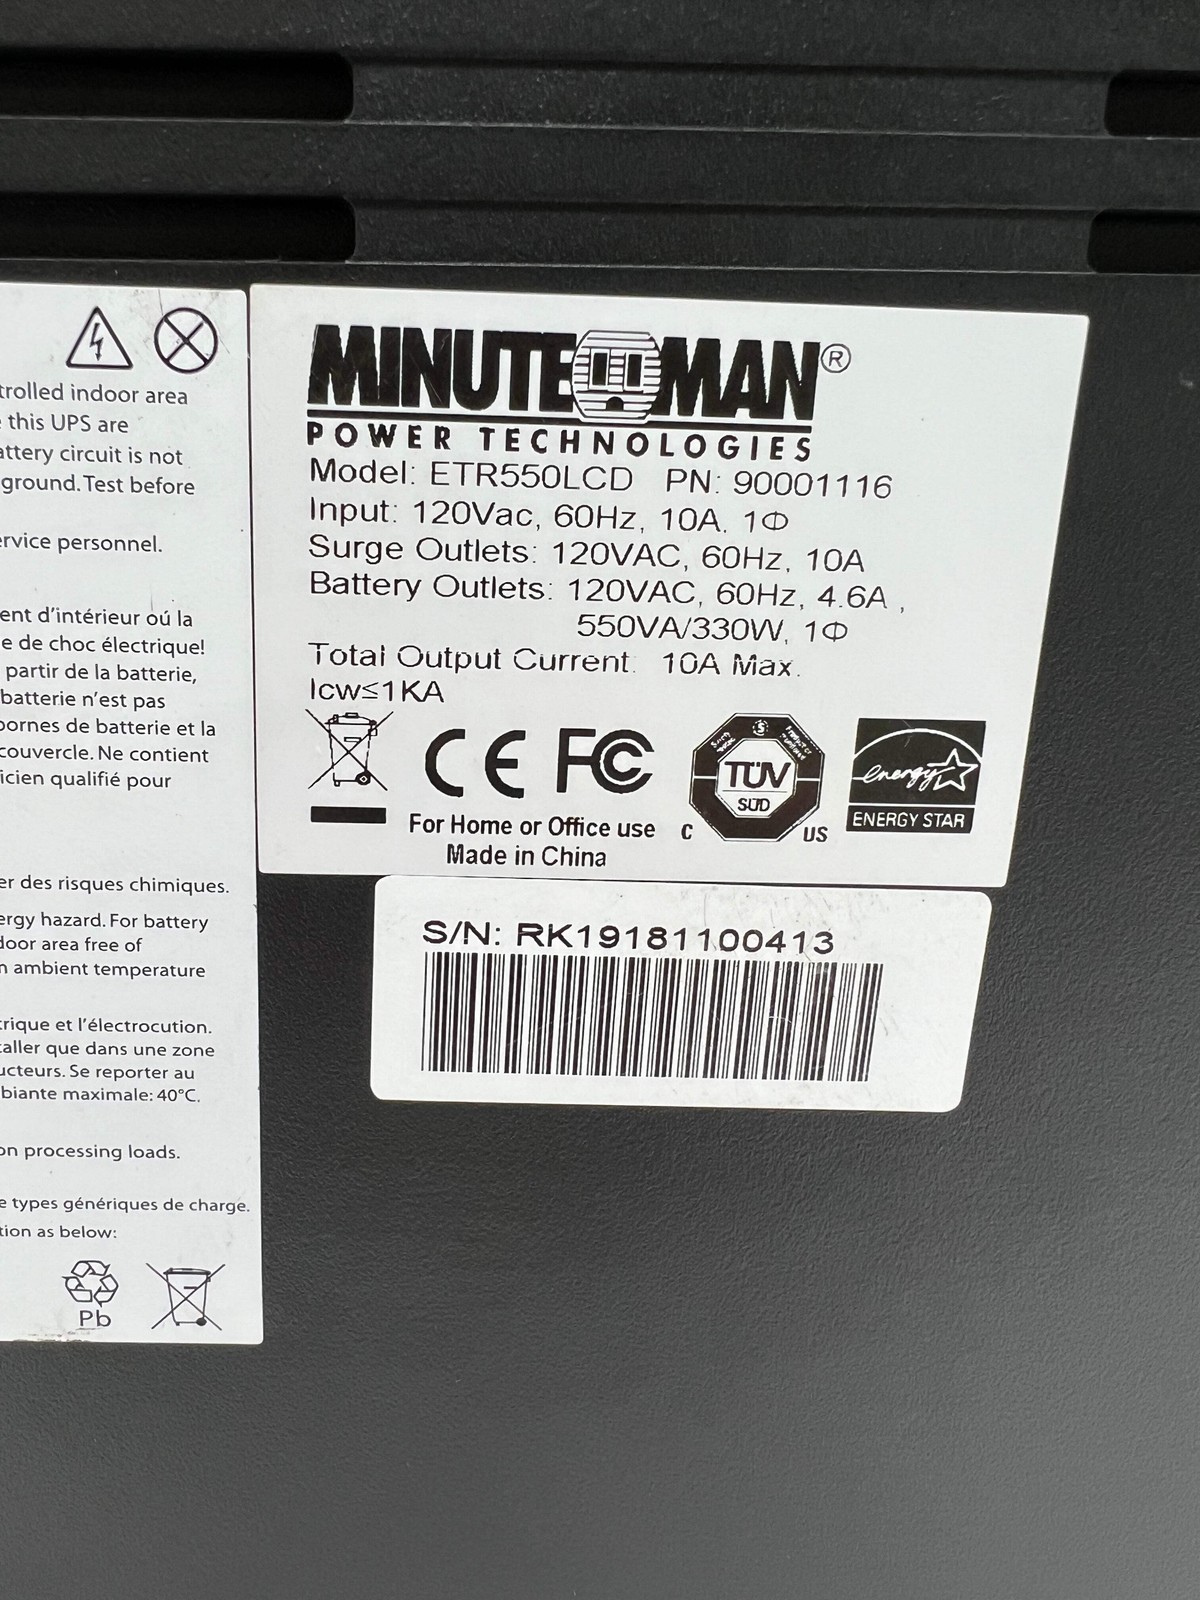 trolled indoor area
this UPS are
attery circuit is not
ground. Test before
ervice personnel.
ent d'intérieur oú la
e de choc électrique!
partir de la batterie,
batterie n'est pas
bornes de batterie et la
couvercle. Ne contient
icien qualifié pour
er des risques chimiques.
ergy hazard. For battery
door area free of
n ambient temperature
trique et l'électrocution.
taller que dans une zone
ucteurs. Se reporter au
biante maximale: 40°C.
on processing loads.
e types génériques de charge.
tion as below:
Pb
MINUTEMAN®
POWER TECHNOLOGIES
Model: ETR550LCD PN: 90001116
Input: 120Vac, 60Hz, 10A, 1Φ
Surge Outlets: 120VAC, 60Hz, 10A
Battery Outlets: 120VAC, 60Hz, 4.6A ,
550VA/330W, 1Φ
Total Output Current: 10A Max.
Icw≤1KA
CE FC
TÜV
SÜD
C US
energy
ENERGY STAR
For Home or Office use
Made in China
S/N: RK19181100413